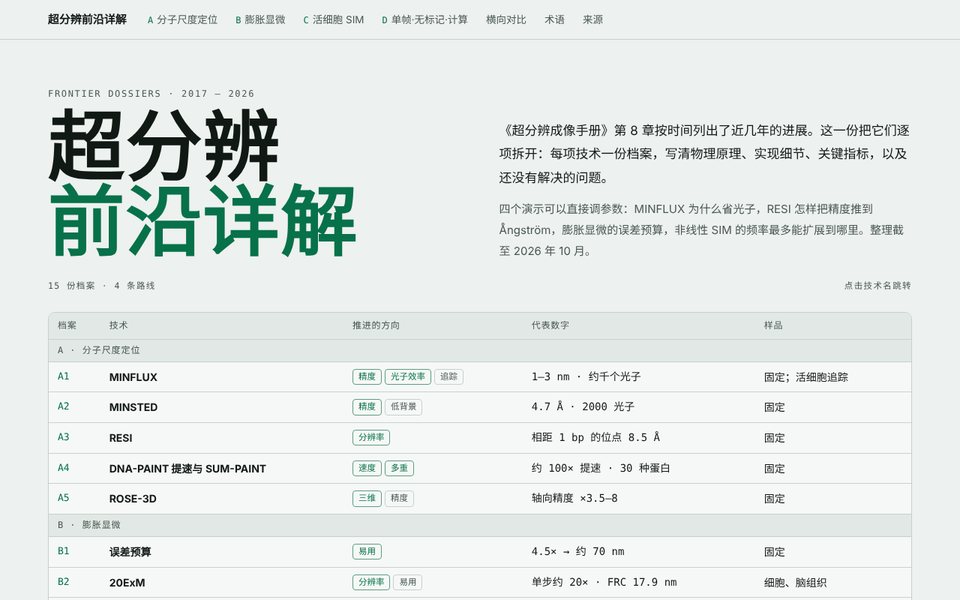 超分辨前沿详解 A 分子尺度定位 B 膨胀显微 C 活细胞 SIM D 单帧·无标记·计算 横向对比 术语 来源
FRONTIER DOSSIERS · 2017 — 2026
超分辨
前沿详解
《超分辨成像手册》第 8 章按时间列出了近几年的进展。这一份把它们逐
项拆开：每项技术一份档案，写清物理原理、实现细节、关键指标，以及
还没有解决的问题。
四个演示可以直接调参数：MINFLUX 为什么省光子，RESI 怎样把精度推到
Ångström，膨胀显微的误差预算，非线性 SIM 的频率最多能扩展到哪里。整理截
至 2026 年 10 月。
15 份档案 · 4 条路线 点击技术名跳转
档案 技术 推进的方向 代表数字 样品
A · 分子尺度定位
A1 MINFLUX 精度 光子效率 追踪 1–3 nm · 约千个光子 固定；活细胞追踪
A2 MINSTED 精度 低背景 4.7 Å · 2000 光子 固定
A3 RESI 分辨率 相距 1 bp 的位点 8.5 Å 固定
A4 DNA-PAINT 提速与 SUM-PAINT 速度 多重 约 100× 提速 · 30 种蛋白 固定
A5 ROSE-3D 三维 精度 轴向精度 ×3.5–8 固定
B · 膨胀显微
B1 误差预算 易用 4.5× → 约 70 nm 固定
B2 20ExM 分辨率 易用 单步约 20× · FRC 17.9 nm 细胞、脑组织